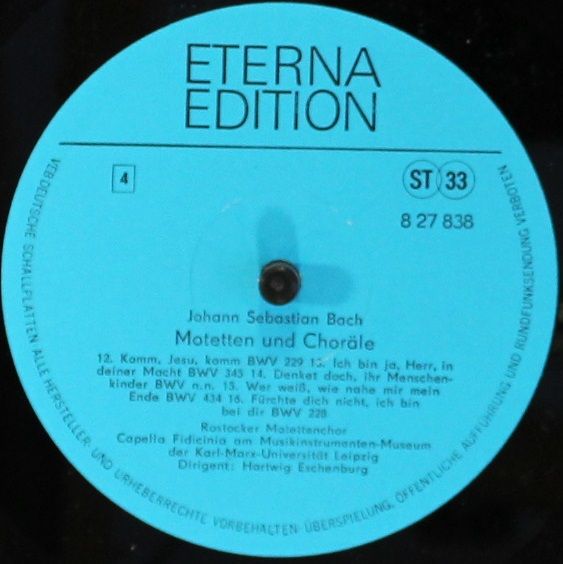 ETERNA
EDITION
4
ST 33
8 27 838
Johann Sebastian Bach
Motetten und Choräle
12. Komm, Jesu, komm BWV 229 13. Ich bin ja, Herr, in
deiner Macht BWV 345 14. Denket doch, ihr Menschen-
kinder BWV n.n. 15. Wer weiß, wie nahe mir mein
Ende BWV 434 16. Fürchte dich nicht, ich bin
bei dir BWV 228
Rostocker Motettenchor
Capella Fidicinia am Musikinstrumenten-Museum
der Karl-Marx-Universität Leipzig
Dirigent: Hartwig Eschenburg
VEB DEUTSCHE SCHALLPLATTEN ALLE HERSTELLER- UND URHEBERRECHTE VORBEHALTEN · ÜBERSPIELUNG, ÖFFENTLICHE AUFFÜHRUNG UND RUNDFUNKSENDUNG VERBOTEN